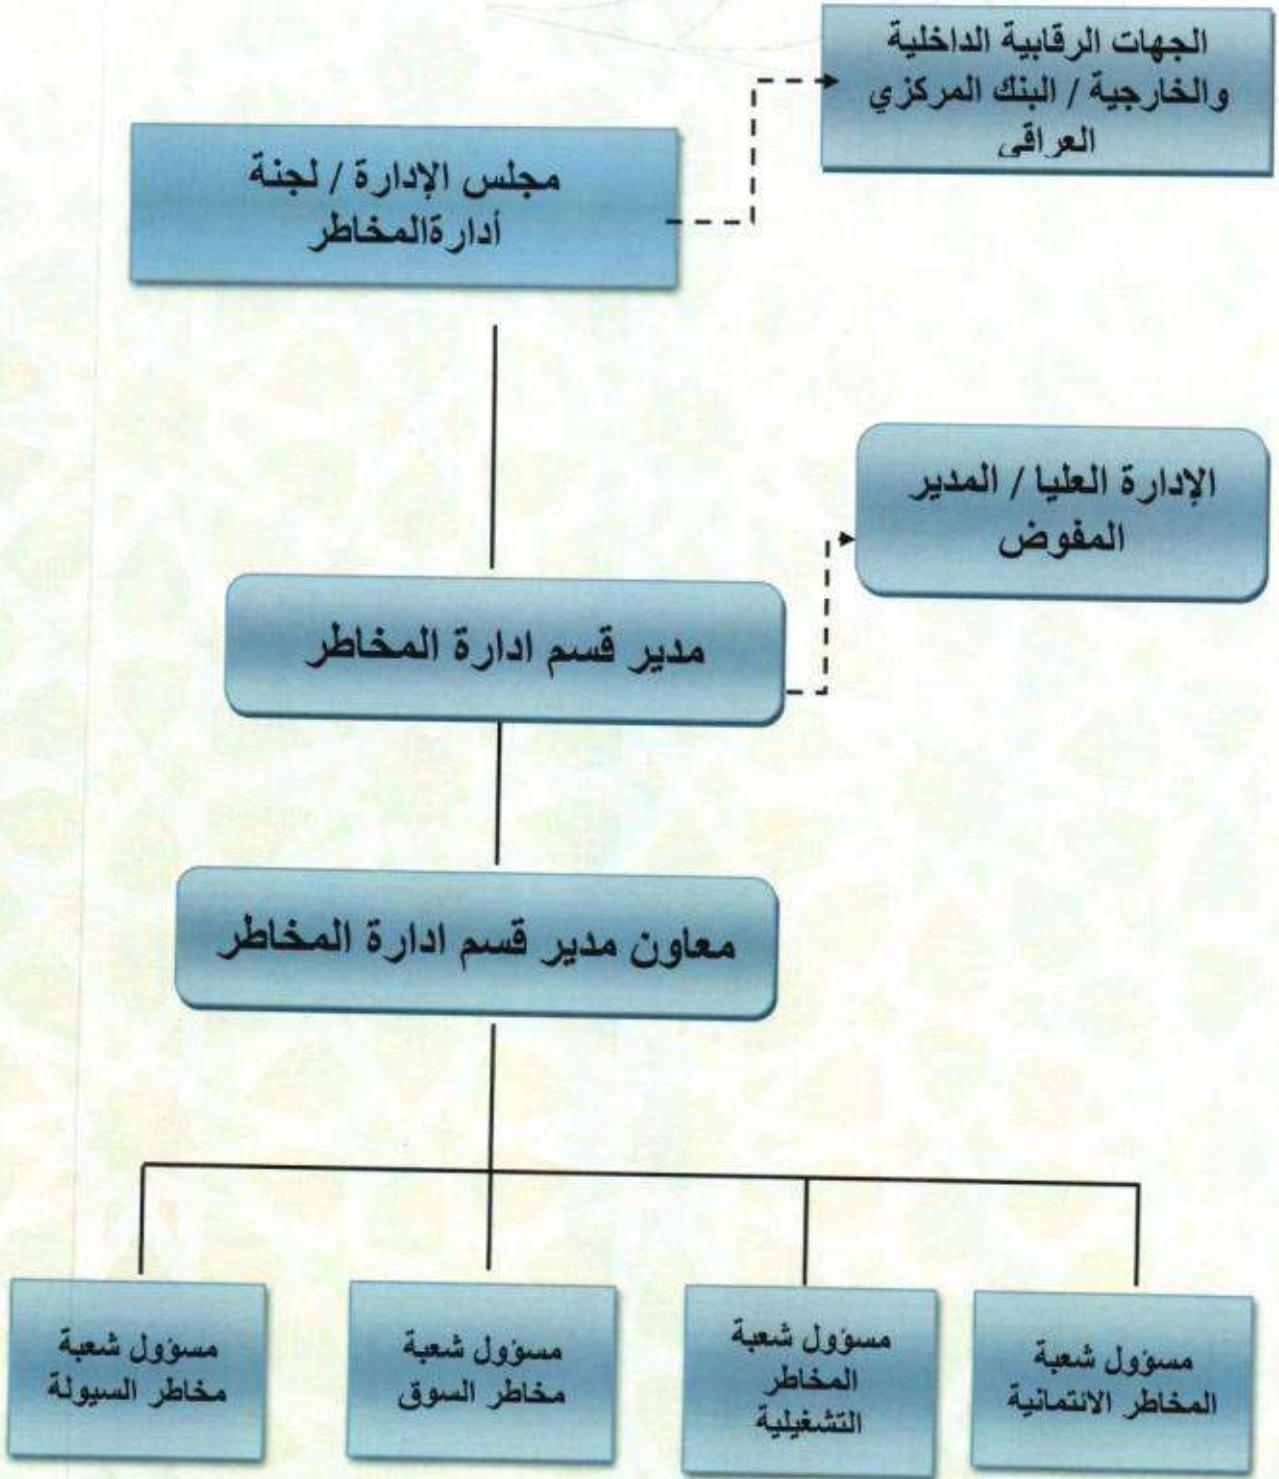 الجهات الرقابية الداخلية
والخارجية / البنك المركزي
العراقي
مجلس الإدارة / لجنة
أدارةالمخاطر
الإدارة العليا / المدير
المفوض
مدير قسم ادارة المخاطر
معاون مدير قسم ادارة المخاطر
مسؤول شعبة
المخاطر الائتمانية
مسؤول شعبة
المخاطر
التشغيلية
مسؤول شعبة
مخاطر السوق
مسؤول شعبة
مخاطر السيولة